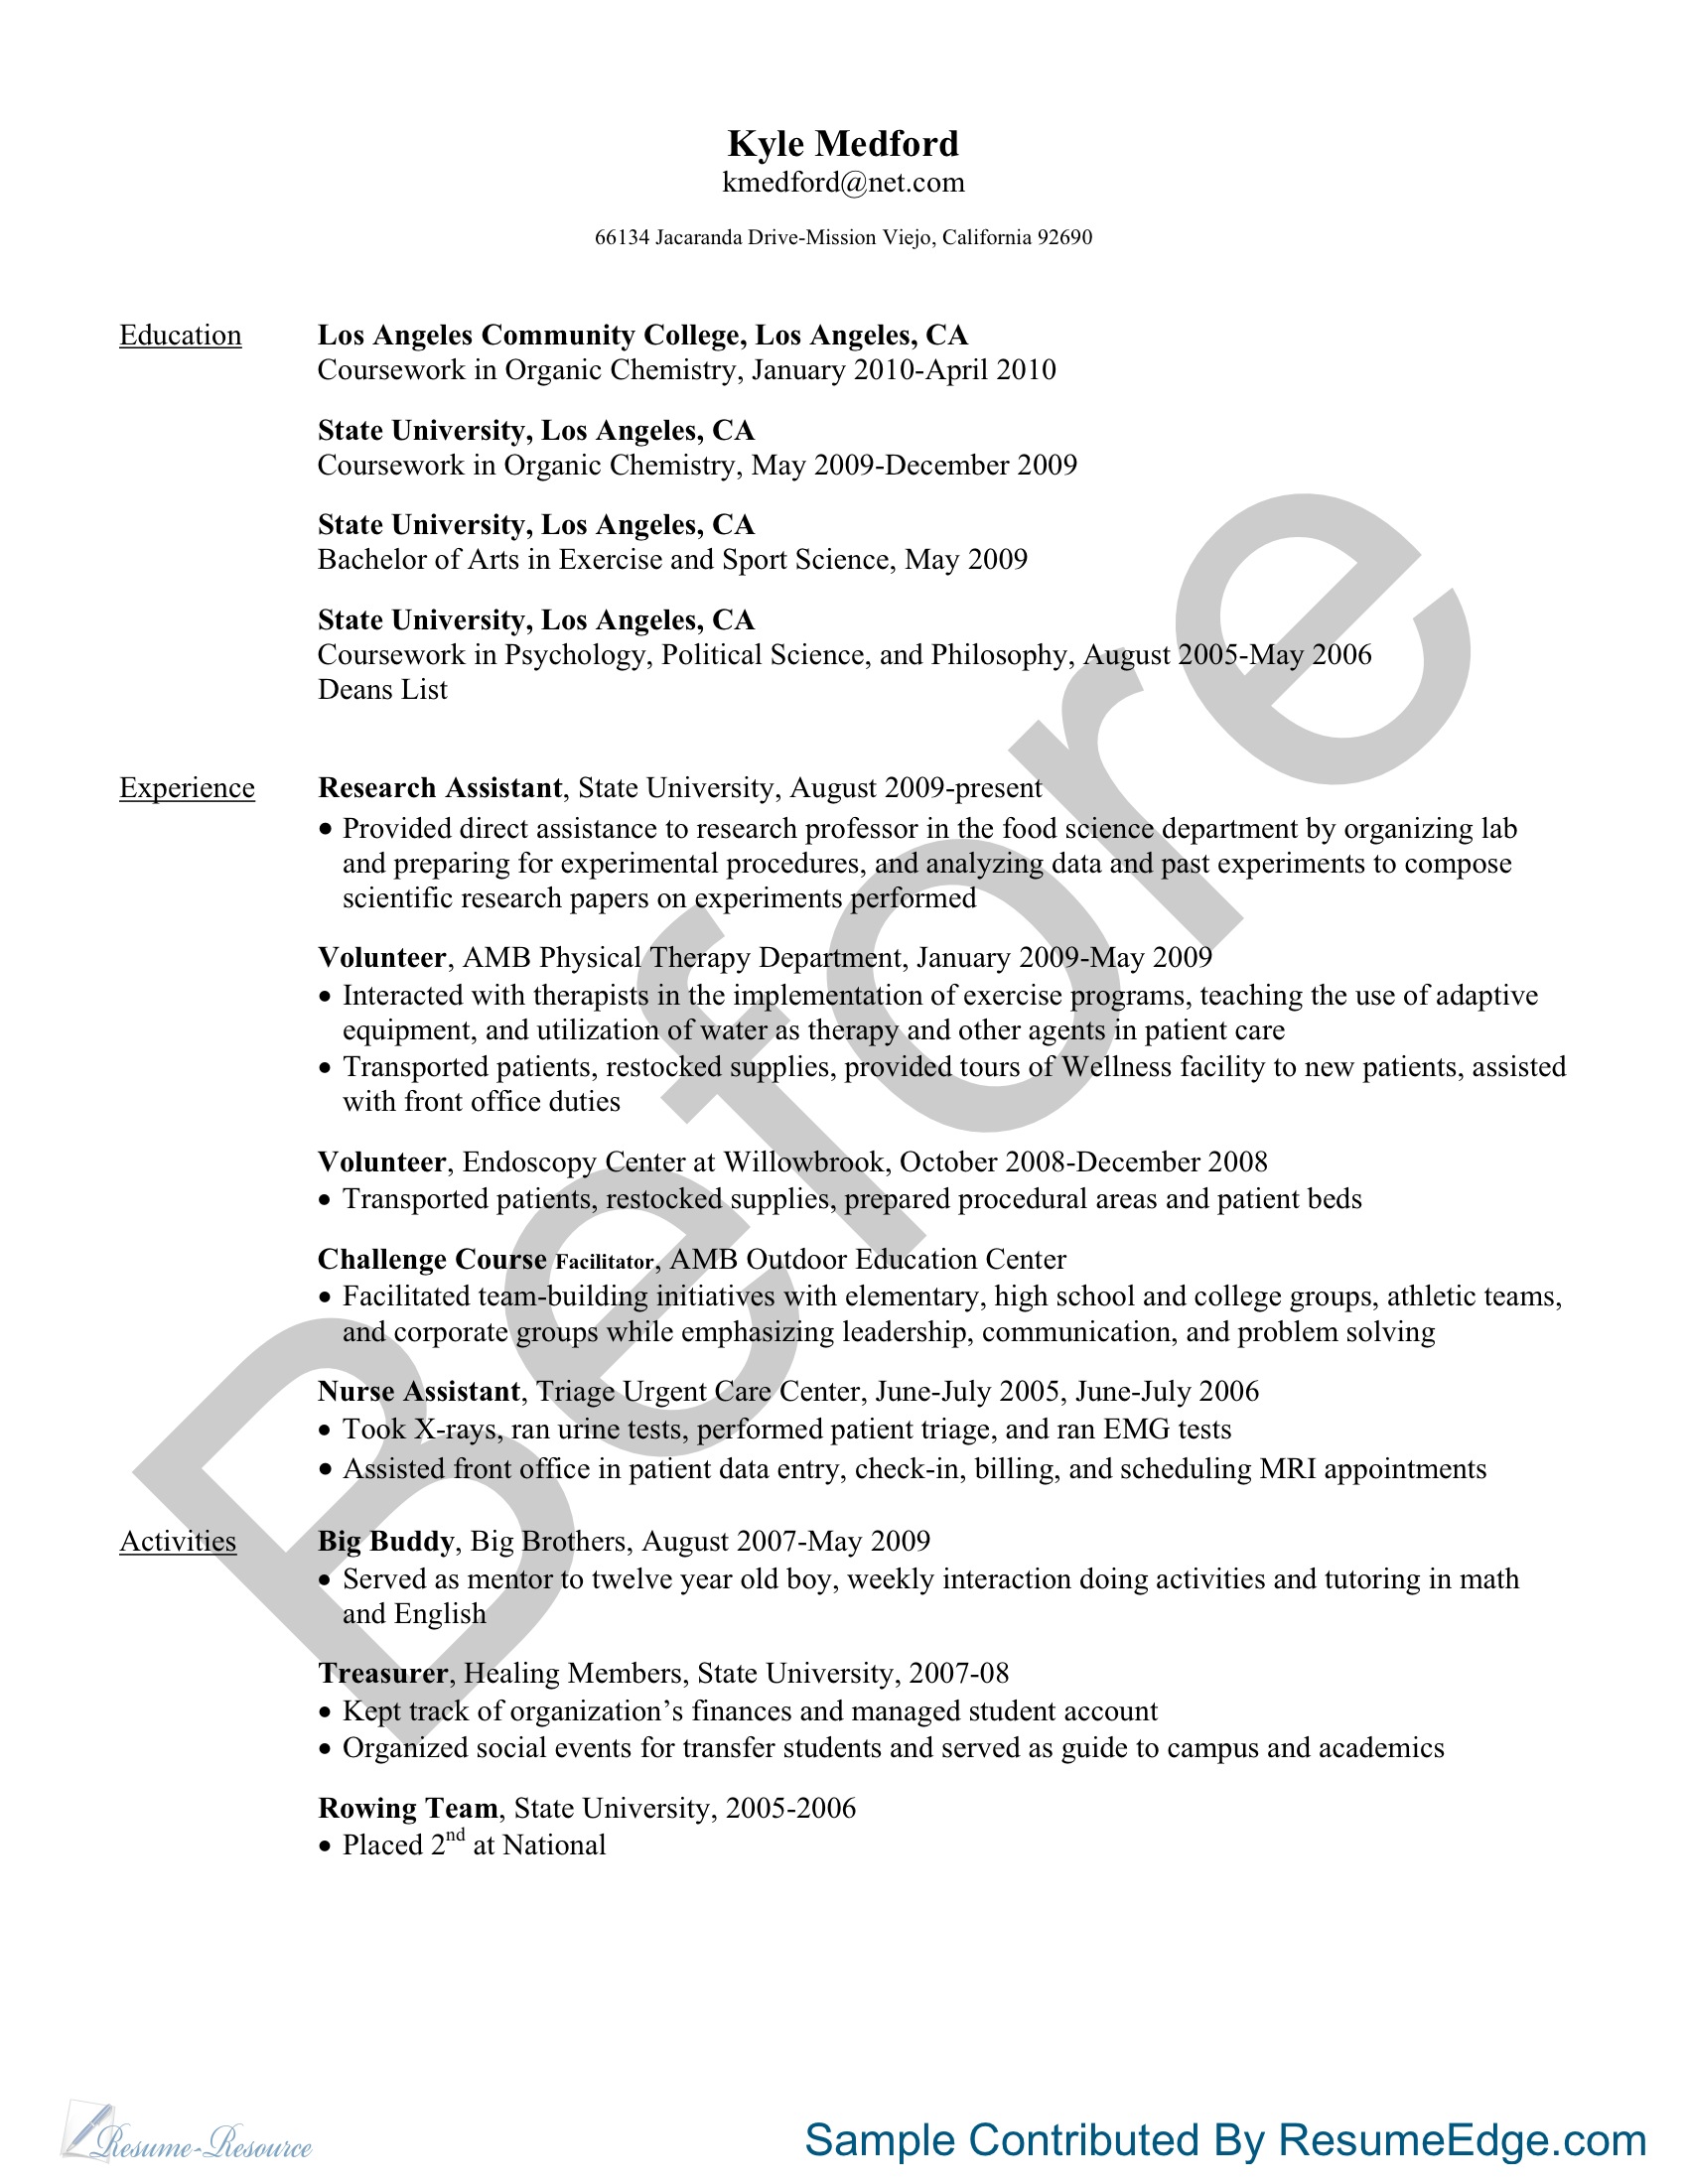 Kyle Medford
kmedford@net.com
66134 Jacaranda Drive-Mission Viejo, California 92690
Education
Los Angeles Community College, Los Angeles, CA
Coursework in Organic Chemistry, January 2010-April 2010
State University, Los Angeles, CA
Coursework in Organic Chemistry, May 2009-December 2009
State University, Los Angeles, CA
Bachelor of Arts in Exercise and Sport Science, May 2009
State University, Los Angeles, CA
Coursework in Psychology, Political Science, and Philosophy, August 2005-May 2006
Deans List
Experience
Research Assistant, State University, August 2009-present
• Provided direct assistance to research professor in the food science department by organizing lab
and preparing for experimental procedures, and analyzing data and past experiments to compose
scientific research papers on experiments performed
Volunteer, AMB Physical Therapy Department, January 2009-May 2009
• Interacted with therapists in the implementation of exercise programs, teaching the use of adaptive
equipment, and utilization of water as therapy and other agents in patient care
• Transported patients, restocked supplies, provided tours of Wellness facility to new patients, assisted
with front office duties
Volunteer, Endoscopy Center at Willowbrook, October 2008-December 2008
• Transported patients, restocked supplies, prepared procedural areas and patient beds
Challenge Course Facilitator, AMB Outdoor Education Center
• Facilitated team-building initiatives with elementary, high school and college groups, athletic teams,
and corporate groups while emphasizing leadership, communication, and problem solving
Nurse Assistant, Triage Urgent Care Center, June-July 2005, June-July 2006
• Took X-rays, ran urine tests, performed patient triage, and ran EMG tests
• Assisted front office in patient data entry, check-in, billing, and scheduling MRI appointments
Activities
Big Buddy, Big Brothers, August 2007-May 2009
• Served as mentor to twelve year old boy, weekly interaction doing activities and tutoring in math
and English
Treasurer, Healing Members, State University, 2007-08
• Kept track of organization’s finances and managed student account
• Organized social events for transfer students and served as guide to campus and academics
Rowing Team, State University, 2005-2006
• Placed 2nd at National
Before
Resume-Resource
Sample Contributed By ResumeEdge.com